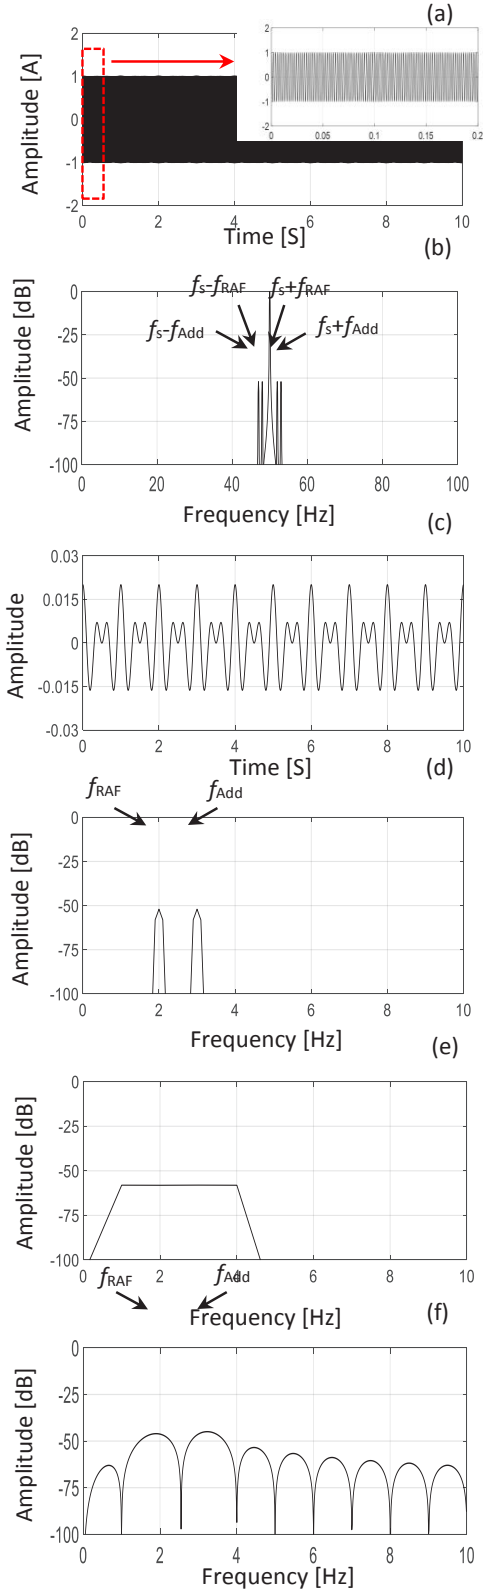 (a)
Amplitude [A]
2
1
0
-1
-2
2
1
0
-1
-2
0 0.05 0.1 0.15 0.2
0 2 4 6 8 10
Time [S]
(b)
fs-fRAF fs+fRAF
fs-fAdd fs+fAdd
Amplitude [dB]
0
-25
-50
-75
-100
0 20 40 60 80 100
Frequency [Hz]
(c)
Amplitude
0.03
0.015
0
-0.015
-0.03
0 2 4 6 8 10
Time [S]
(d)
fRAF fAdd
Amplitude [dB]
0
-25
-50
-75
-100
0 2 4 6 8 10
Frequency [Hz]
(e)
Amplitude [dB]
0
-25
-50
-75
-100
0 2 4 6 8 10
fRAF fAdd
Frequency [Hz]
(f)
Amplitude [dB]
0
-25
-50
-75
-100
0 2 4 6 8 10
Frequency [Hz]